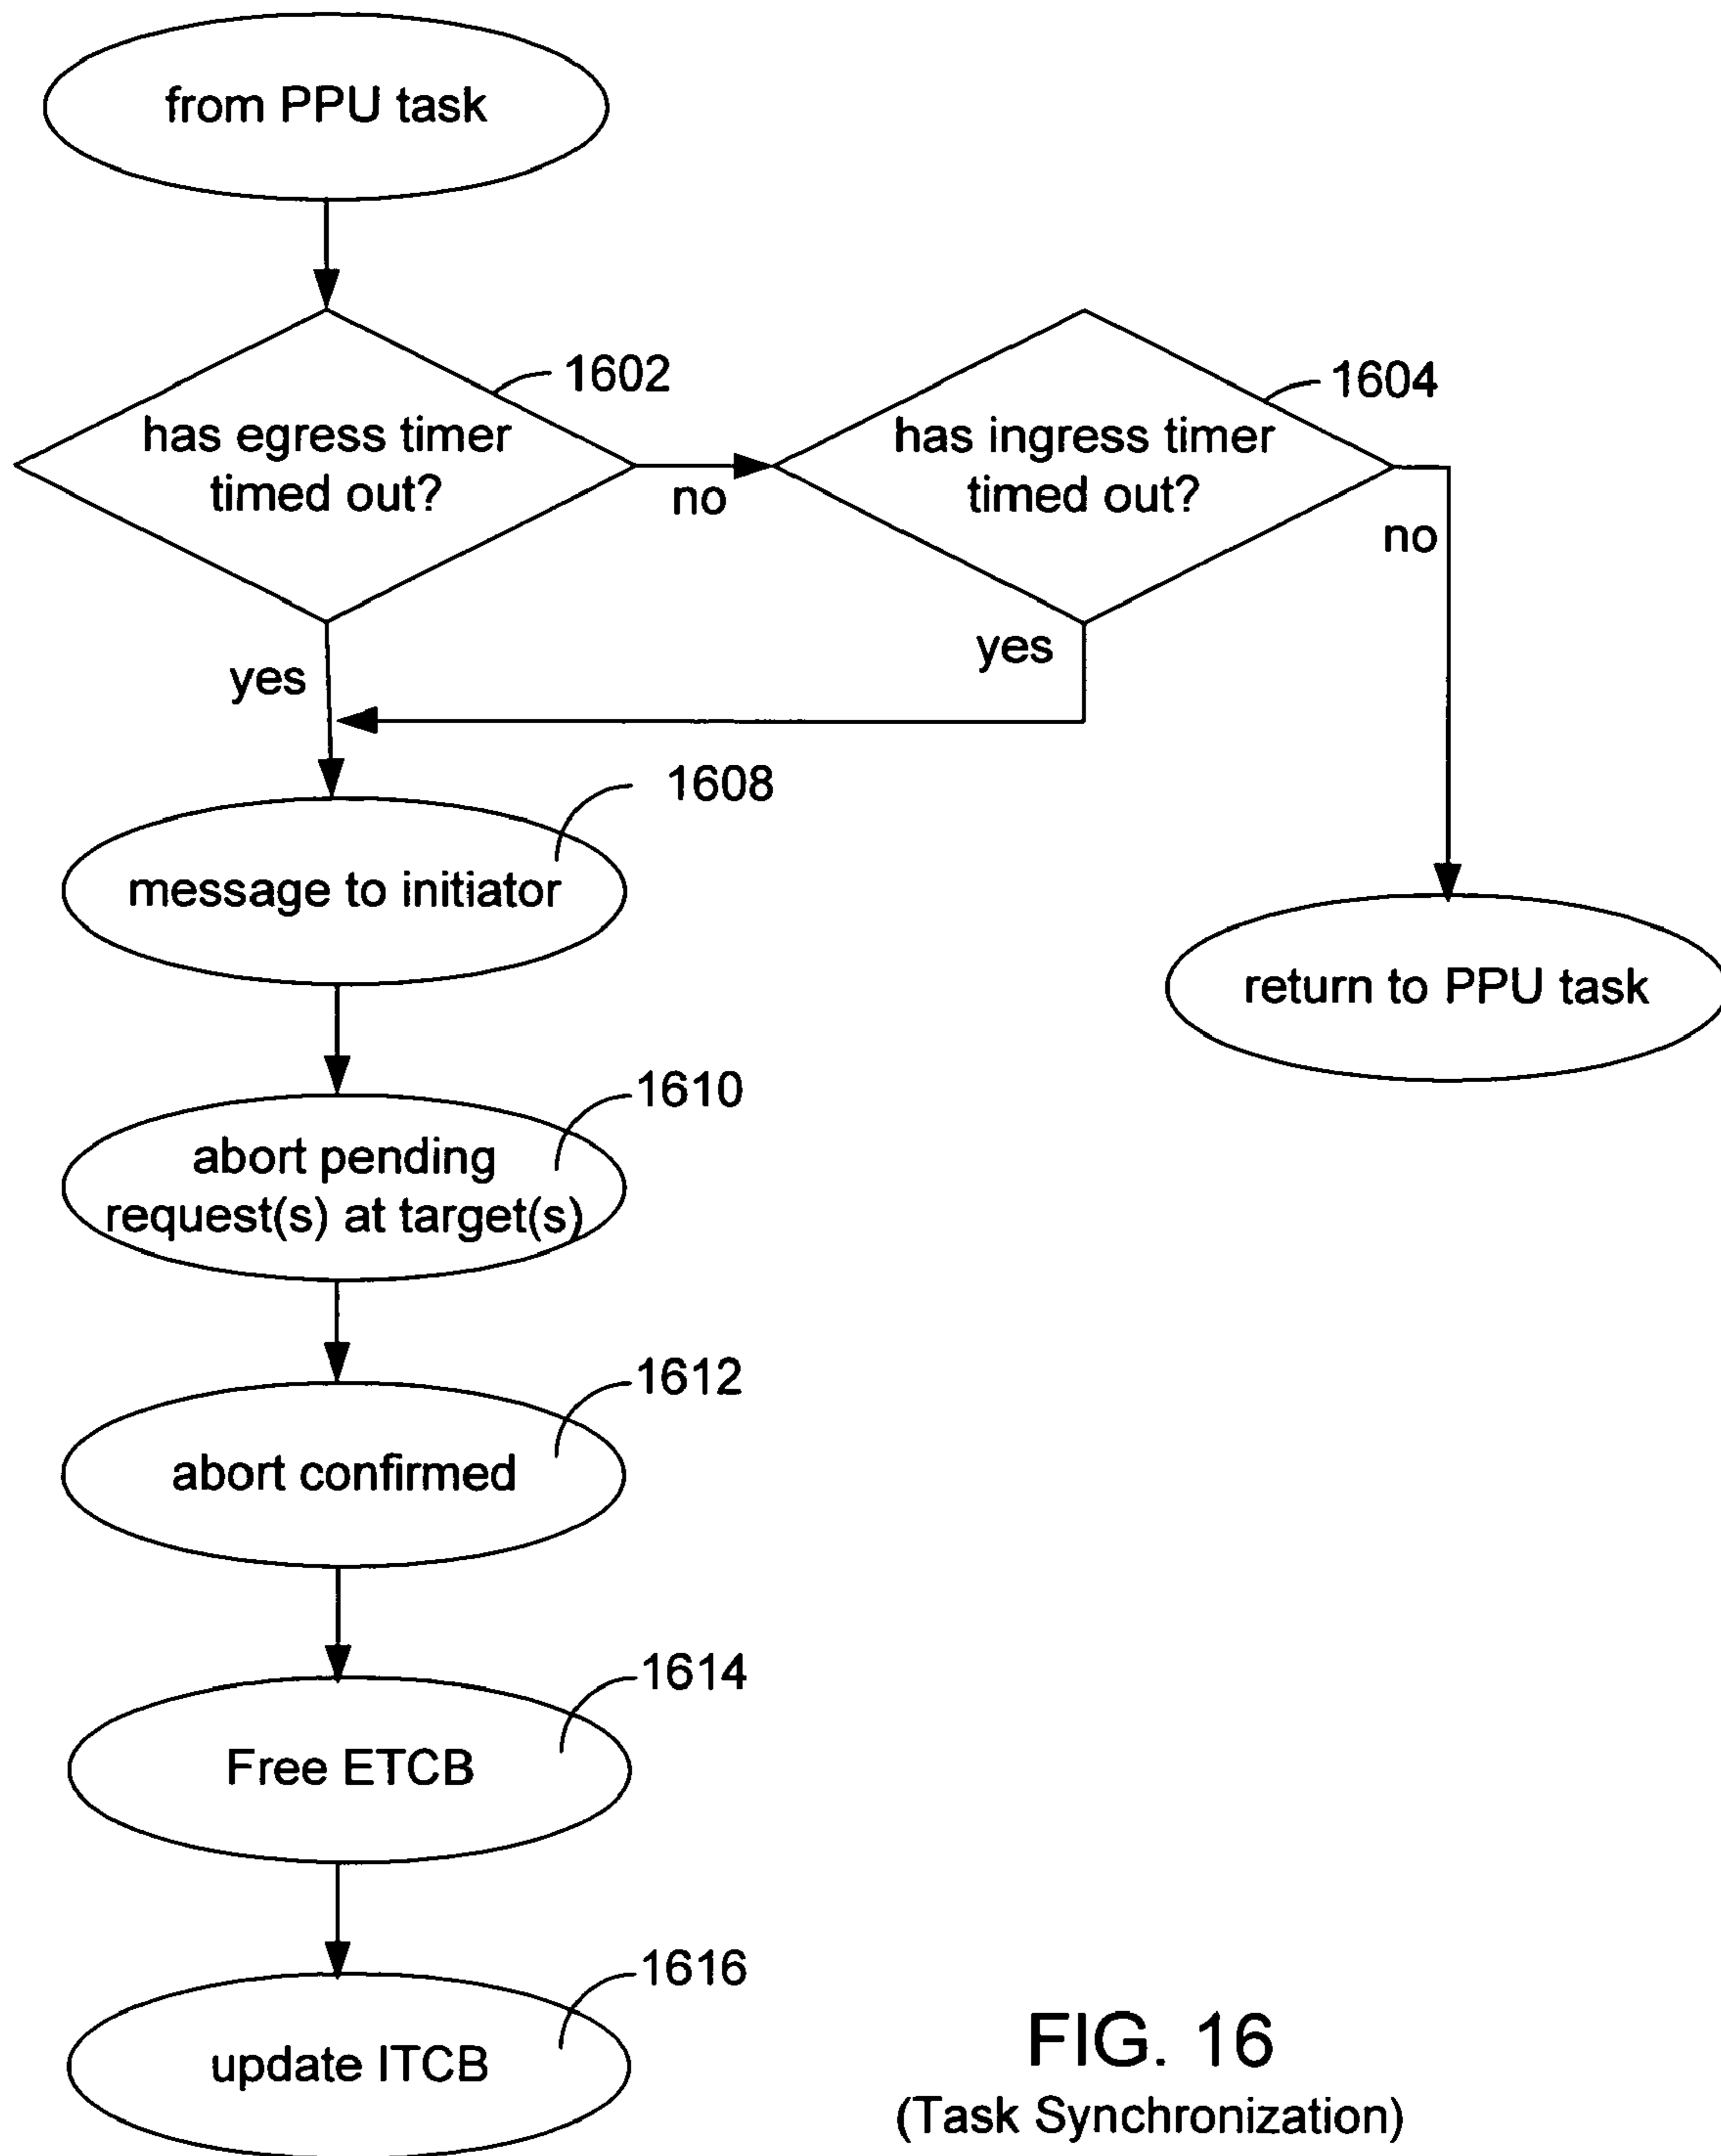 from PPU task
1602
has egress timer
timed out?
no
1604
has ingress timer
timed out?
no
yes
yes
1608
message to initiator
return to PPU task
1610
abort pending
request(s) at target(s)
1612
abort confirmed
1614
Free ETCB
1616
update ITCB
FIG. 16
(Task Synchronization)